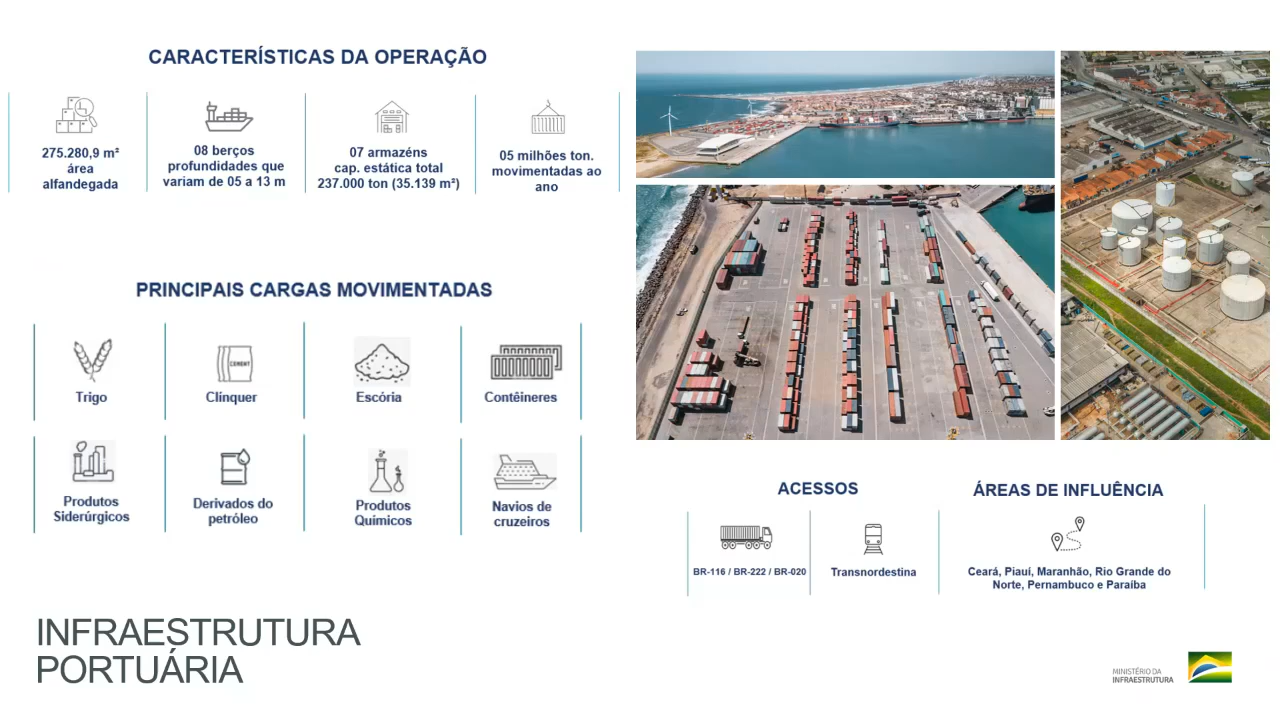 CARACTERÍSTICAS DA OPERAÇÃO
275.280,9 m²
área
alfandegada
08 berços
profundidades que
variam de 05 a 13 m
07 armazéns
cap. estática total
237.000 ton (35.139 m²)
05 milhões ton.
movimentadas ao
ano
PRINCIPAIS CARGAS MOVIMENTADAS
Trigo
CEMENT
Clínquer
Escória
Contêineres
Produtos
Siderúrgicos
Derivados do
petróleo
Produtos
Químicos
Navios de
cruzeiros
ACESSOS
BR-116 / BR-222 / BR-020
Transnordestina
ÁREAS DE INFLUÊNCIA
Ceará, Piauí, Maranhão, Rio Grande do
Norte, Pernambuco e Paraíba
INFRAESTRUTURA
PORTUÁRIA
MINISTÉRIO DA
INFRAESTRUTURA